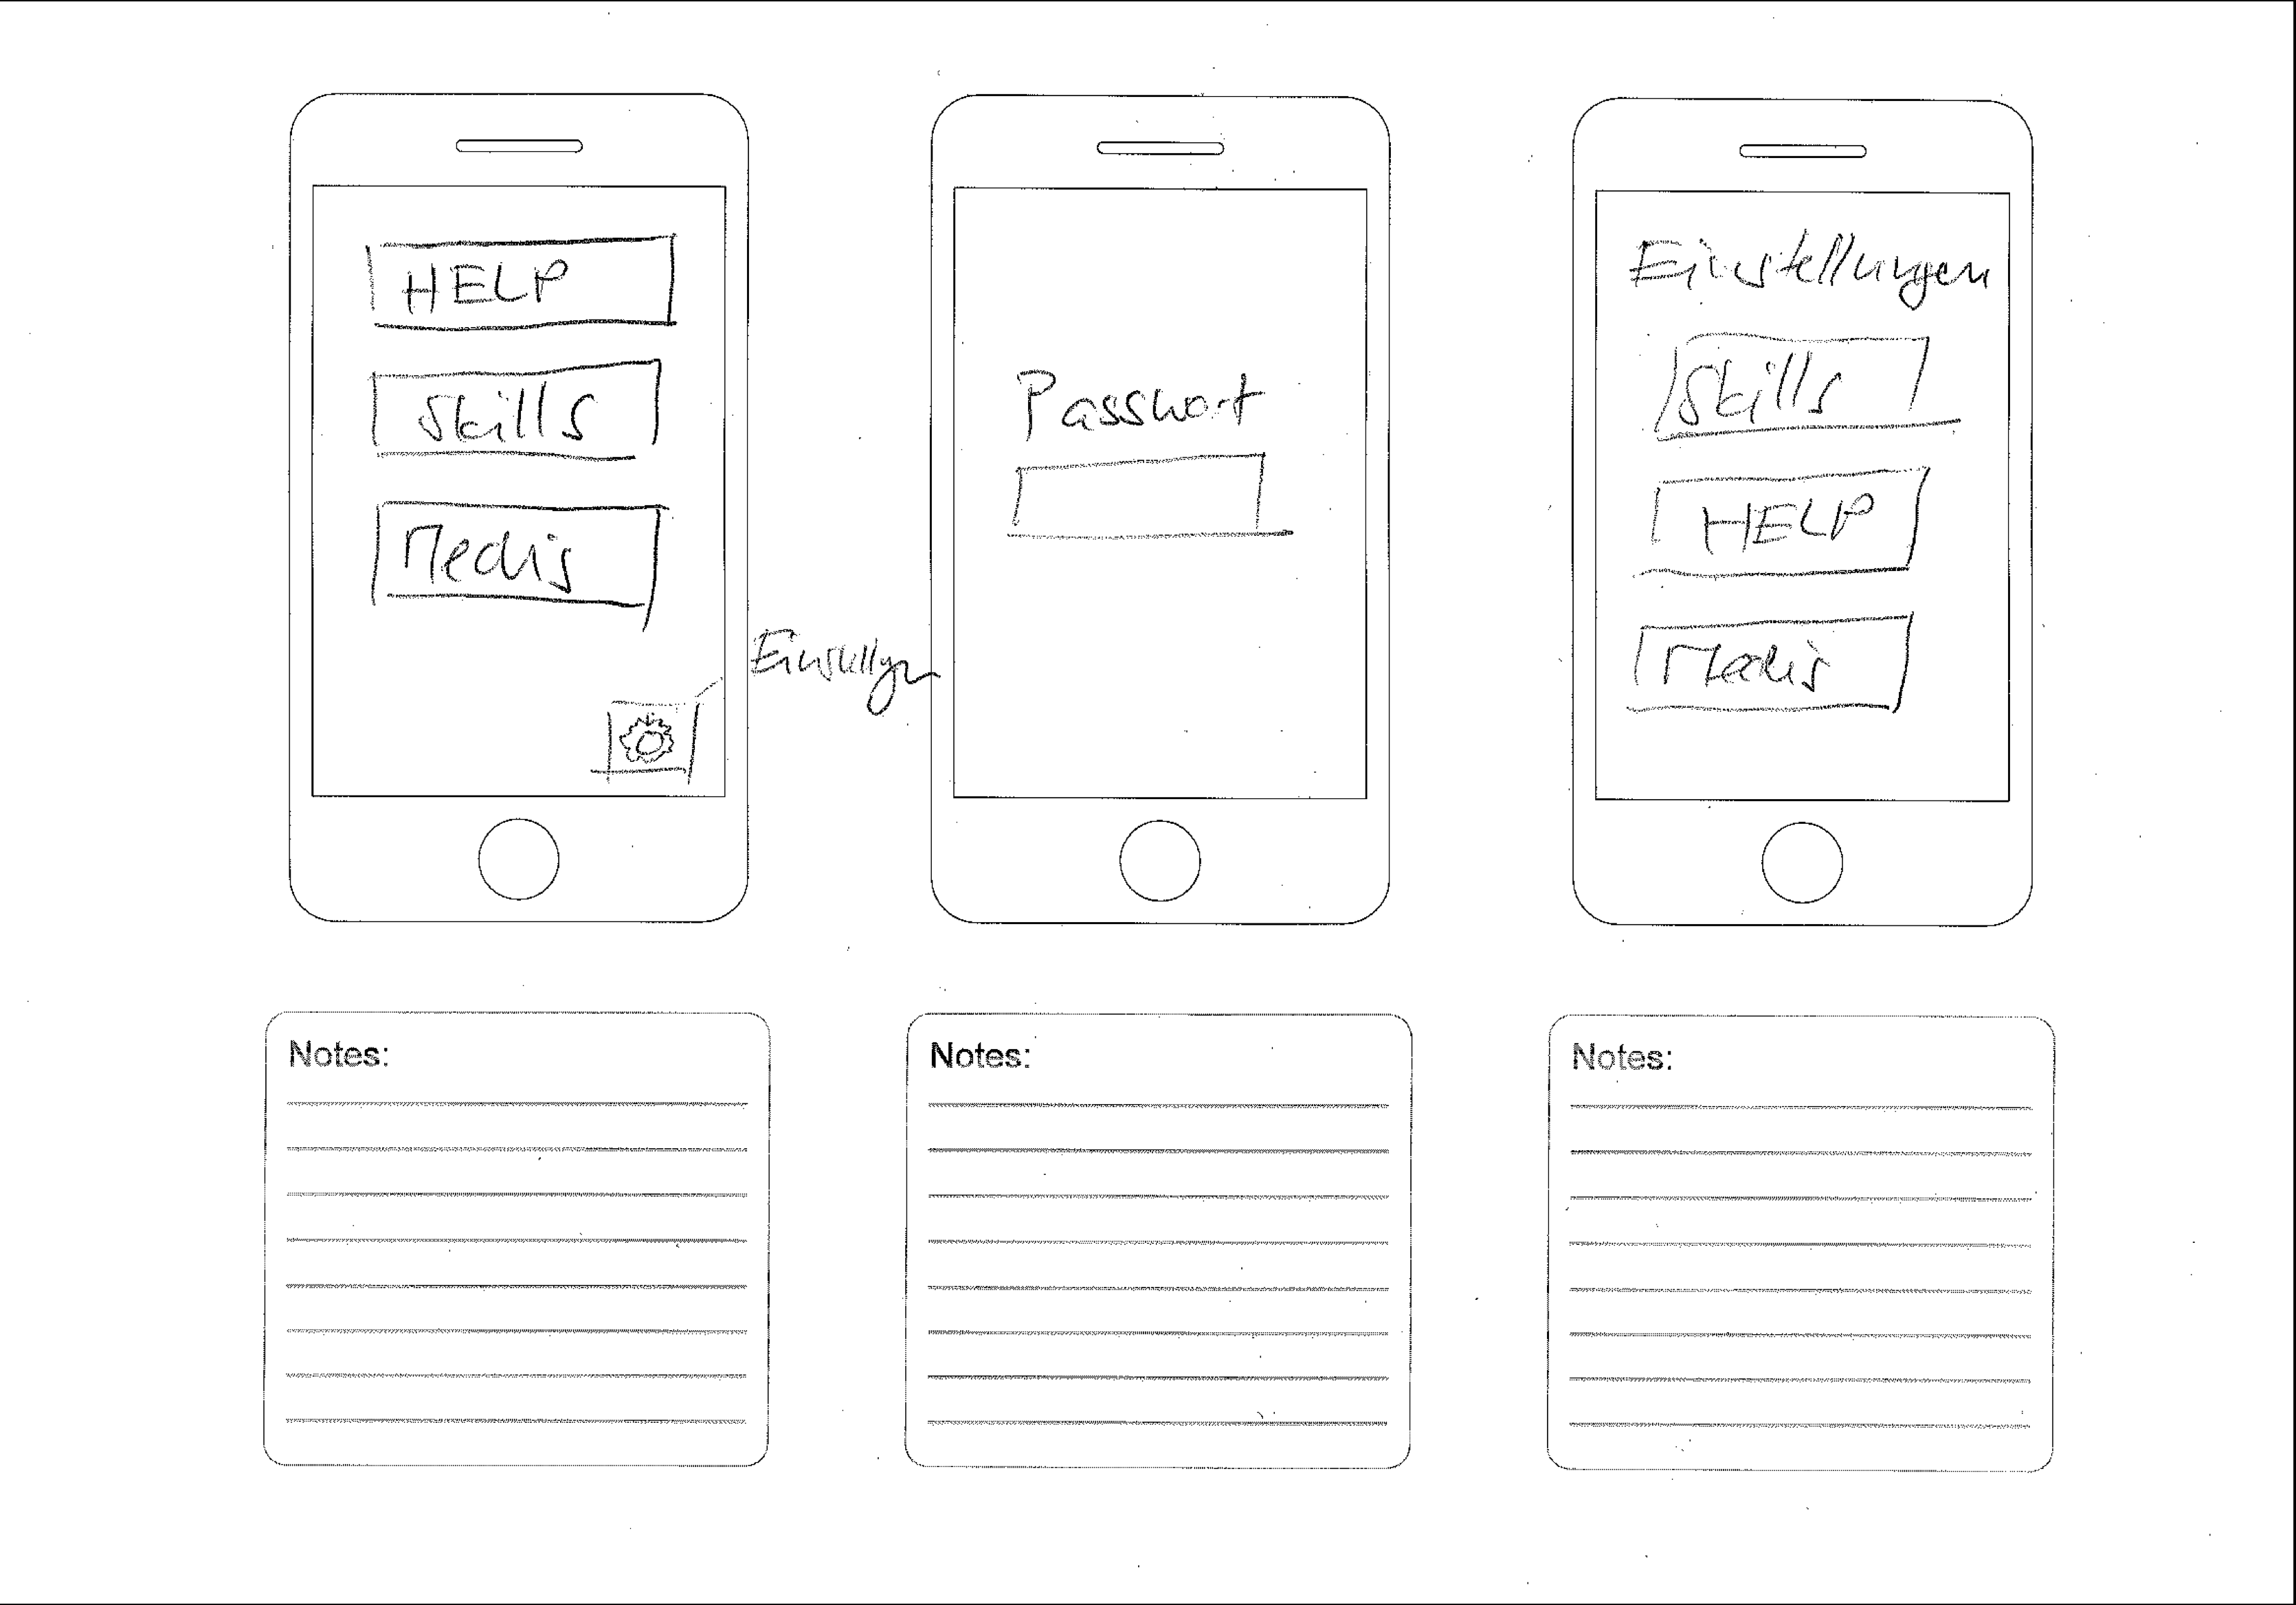 HELP
Skills
Medis
Einstellungen
Passwort
Einstellungen
Skills
HELP
Medis
Notes:
Notes:
Notes: